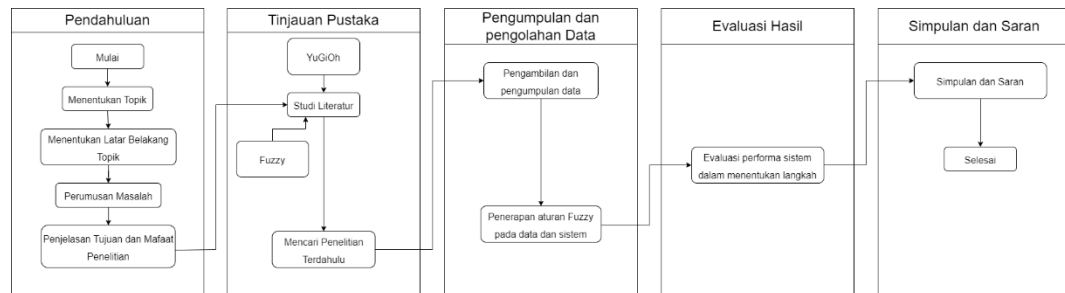 Pendahuluan
Mulai
Menentukan Topik
Menentukan Latar Belakang
Topik
Perumusan Masalah
Penjelasan Tujuan dan Mafaat
Penelitian
Tinjauan Pustaka
YuGiOh
Studi Literatur
Fuzzy
Mencari Penelitian
Terdahulu
Pengumpulan dan
pengolahan Data
Pengambilan dan
pengumpulan data
Penerapan aturan Fuzzy
pada data dan sistem
Evaluasi Hasil
Evaluasi performa sistem
dalam menentukan langkah
Simpulan dan Saran
Simpulan dan Saran
Selesai